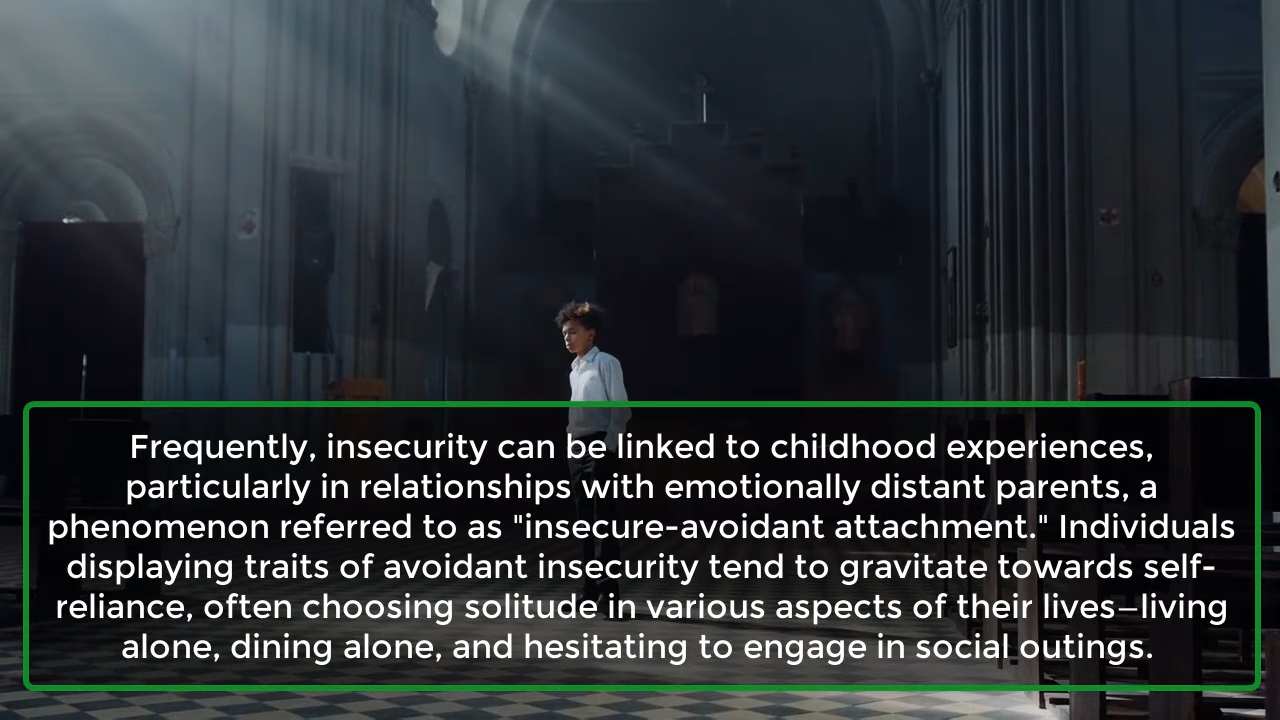 Frequently, insecurity can be linked to childhood experiences,
particularly in relationships with emotionally distant parents, a
phenomenon referred to as "insecure-avoidant attachment." Individuals
displaying traits of avoidant insecurity tend to gravitate towards self-
reliance, often choosing solitude in various aspects of their lives—living
alone, dining alone, and hesitating to engage in social outings.